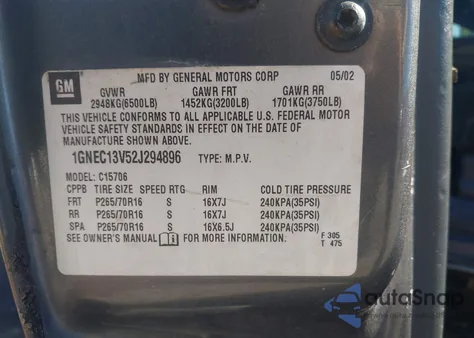 GM MFD BY GENERAL MOTORS CORP 05/02
GVWR GAWR FRT GAWR RR
2948KG(6500LB) 1452KG(3200LB) 1701KG(3750LB)
THIS VEHICLE CONFORMS TO ALL APPLICABLE U.S. FEDERAL MOTOR
VEHICLE SAFETY STANDARDS IN EFFECT ON THE DATE OF
MANUFACTURE SHOWN ABOVE.
1GNEC13V52J294896 TYPE: M.P.V.
MODEL: C15706
CPPB TIRE SIZE SPEED RTG RIM COLD TIRE PRESSURE
FRT P265/70R16 S 16X7J 240KPA(35PSI)
RR P265/70R16 S 16X7J 240KPA(35PSI)
SPA P265/70R16 S 16X6.5J 240KPA(35PSI)
SEE OWNER'S MANUAL FOR MORE INFORMATION. F 305
T 475
autoSnap